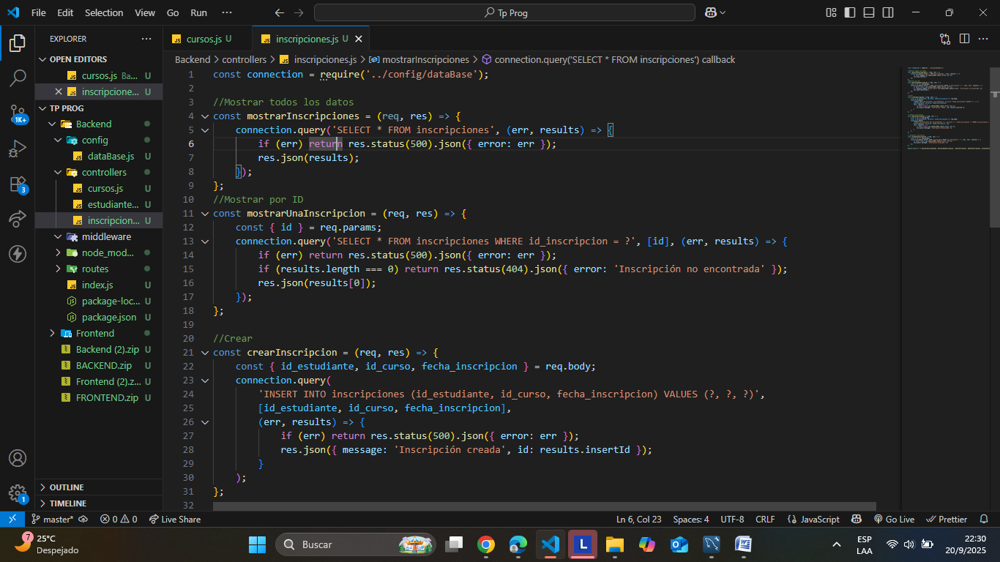 File Edit Selection View Go Run ··· Tp Prog
EXPLORER ···
OPEN EDITORS
cursos.js Ba... U
inscripcione... U
TP PROG
Backend
config
dataBase.js U
controllers
cursos.js U
estudiante... U
inscripcion... U
middleware
node_mod...
routes
index.js U
package-loc... U
package.json U
Frontend
Backend (2).zip U
BACKEND.zip U
Frontend (2).z... U
FRONTEND.zip U
OUTLINE
TIMELINE
1K+
3
1
cursos.js U inscripciones.js U
Backend > controllers > inscripciones.js > mostrarInscripciones > connection.query('SELECT * FROM inscripciones') callback
1 const connection = require('../config/dataBase');
2
3 //Mostrar todos los datos
4 const mostrarInscripciones = (req, res) => {
5 connection.query('SELECT * FROM inscripciones', (err, results) => {
6 if (err) return res.status(500).json({ error: err });
7 res.json(results);
8 });
9 };
10 //Mostrar por ID
11 const mostrarUnaInscripcion = (req, res) => {
12 const { id } = req.params;
13 connection.query('SELECT * FROM inscripciones WHERE id_inscripcion = ?', [id], (err, results) => {
14 if (err) return res.status(500).json({ error: err });
15 if (results.length === 0) return res.status(404).json({ error: 'Inscripción no encontrada' });
16 res.json(results[0]);
17 });
18 };
19
20 //Crear
21 const crearInscripcion = (req, res) => {
22 const { id_estudiante, id_curso, fecha_inscripcion } = req.body;
23 connection.query(
24 'INSERT INTO inscripciones (id_estudiante, id_curso, fecha_inscripcion) VALUES (?, ?, ?)',
25 [id_estudiante, id_curso, fecha_inscripcion],
26 (err, results) => {
27 if (err) return res.status(500).json({ error: err });
28 res.json({ message: 'Inscripción creada', id: results.insertId });
29 }
30 );
31 };
32
master* 0 0 Live Share Ln 6, Col 23 Spaces: 4 UTF-8 CRLF {} JavaScript Go Live Prettier
7
25°C
Despejado
Buscar
L
ESP
LAA
22:30
20/9/2025